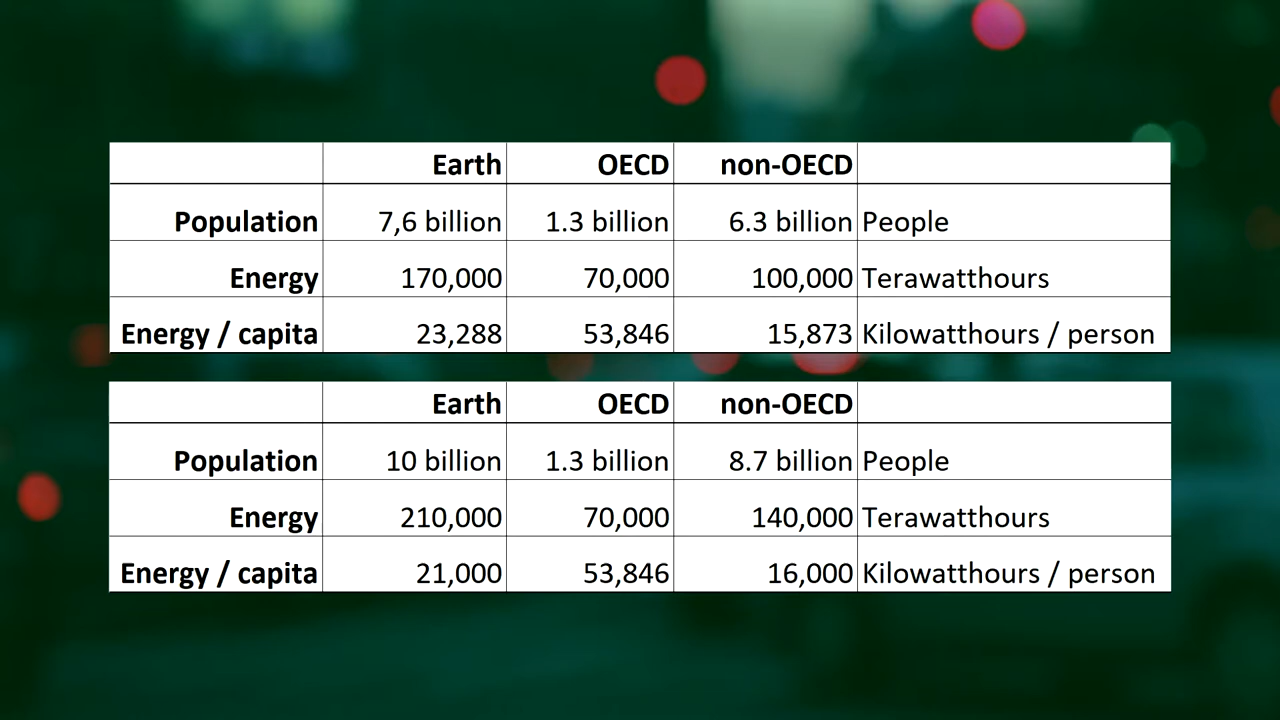 Earth OECD non-OECD
Population 7,6 billion 1.3 billion 6.3 billion People
Energy 170,000 70,000 100,000 Terawatthours
Energy / capita 23,288 53,846 15,873 Kilowatthours / person
Earth OECD non-OECD
Population 10 billion 1.3 billion 8.7 billion People
Energy 210,000 70,000 140,000 Terawatthours
Energy / capita 21,000 53,846 16,000 Kilowatthours / person